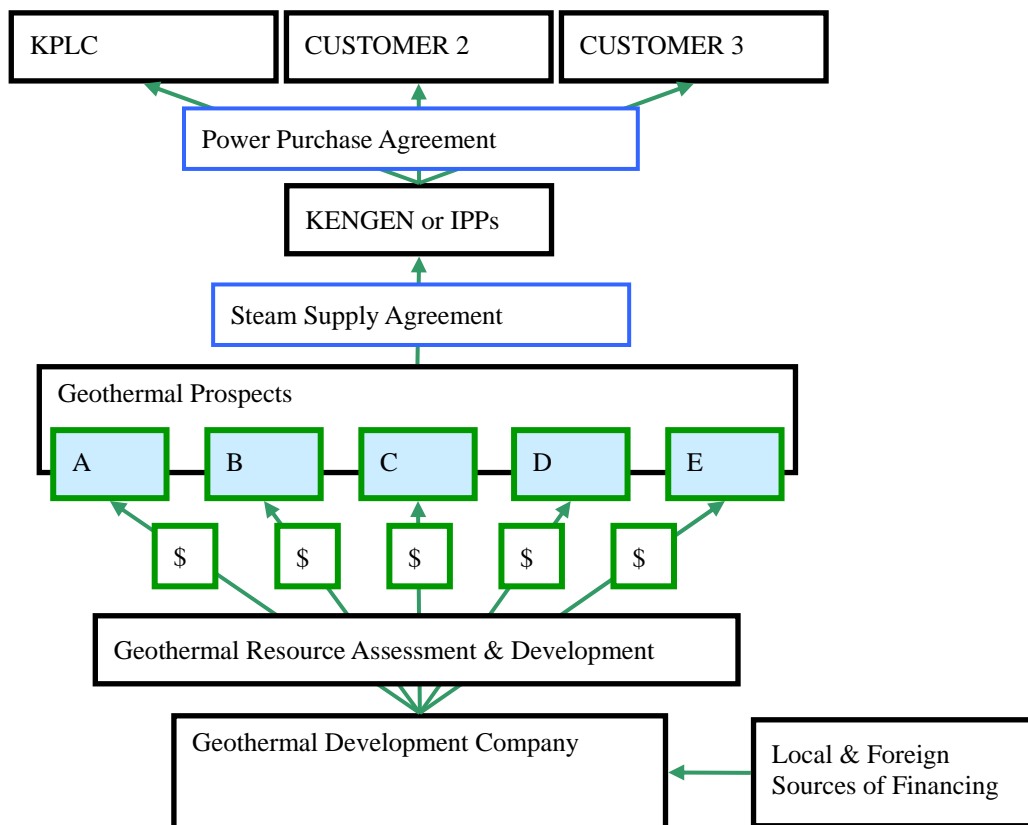 KPLC
CUSTOMER 2
CUSTOMER 3
Power Purchase Agreement
KENGEN or IPPs
Steam Supply Agreement
Geothermal Prospects
A
B
C
D
E
$
$
$
$
$
Geothermal Resource Assessment & Development
Geothermal Development Company
Local & Foreign
Sources of Financing